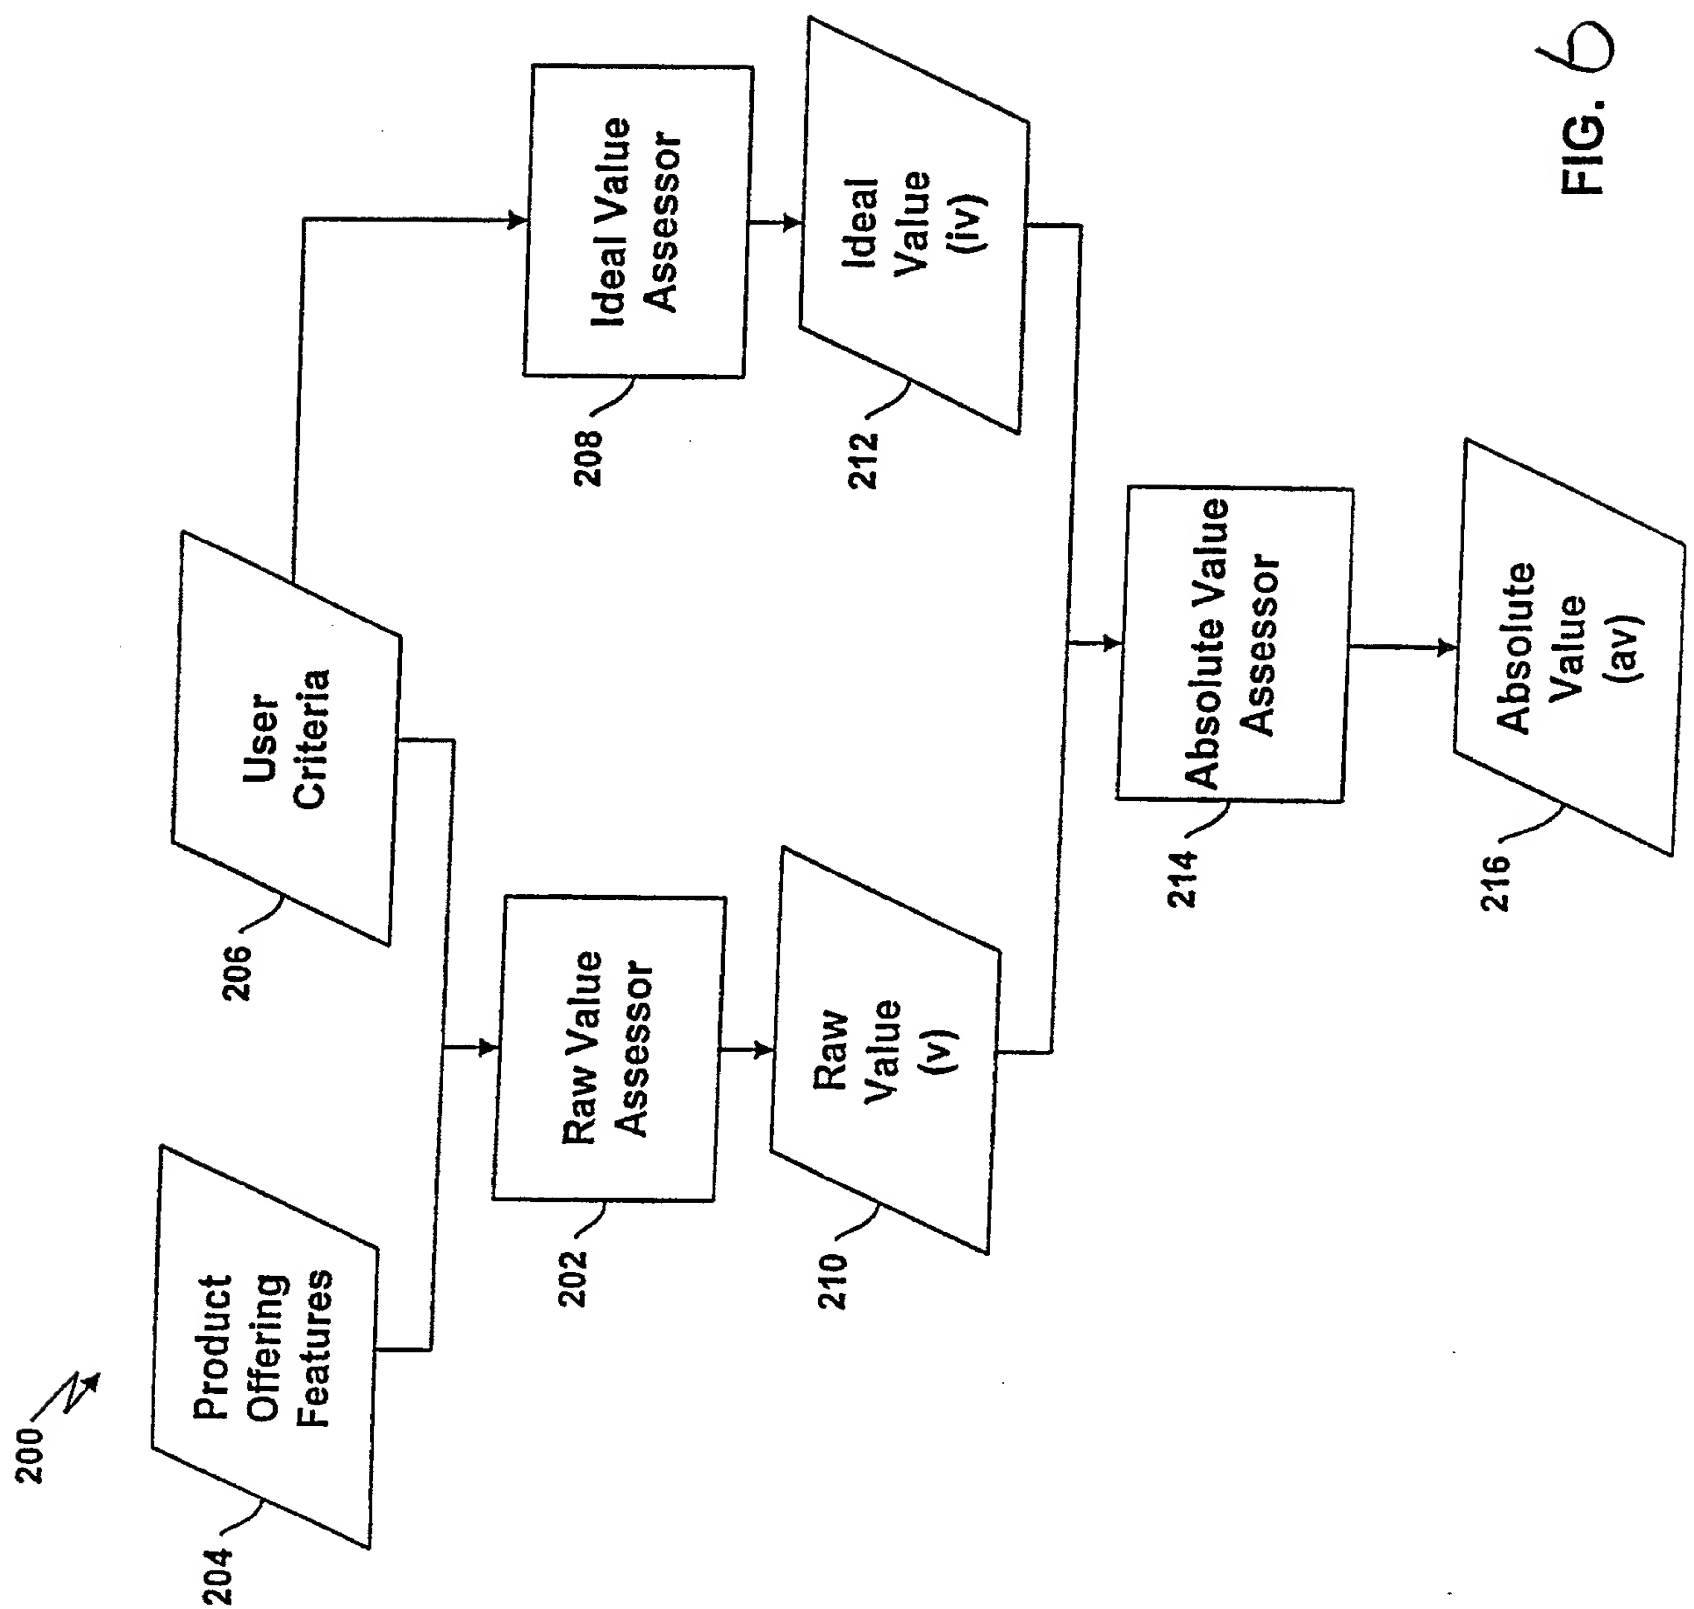 200
204
Product
Offering
Features
206
User
Criteria
202
Raw Value
Assessor
208
Ideal Value
Assessor
210
Raw
Value
(v)
212
Ideal
Value
(iv)
214
Absolute Value
Assessor
216
Absolute
Value
(av)
FIG. 6